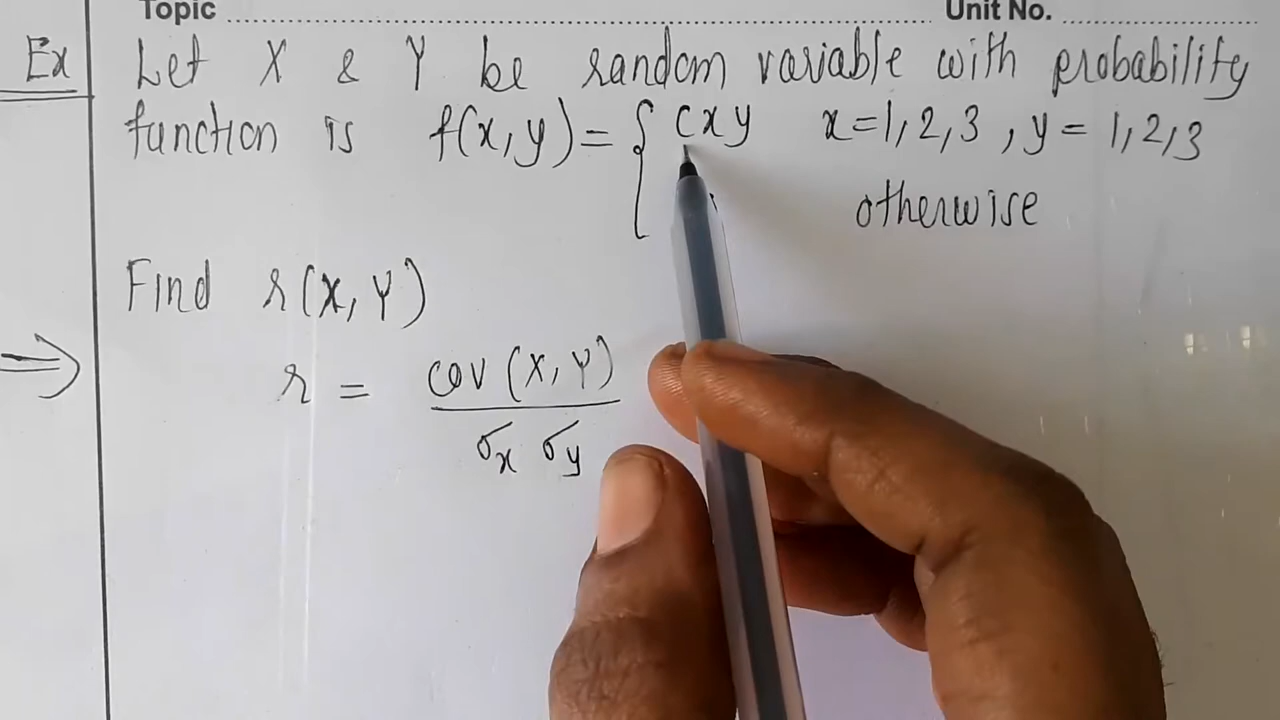 Topic ........ Unit No. ........
Ex Let X & Y be random variable with probability
function is f(x,y) = { cxy x=1,2,3 , y = 1,2,3
otherwise
Find r(X,Y)
⇒ r = cov (X,Y)
σx σy